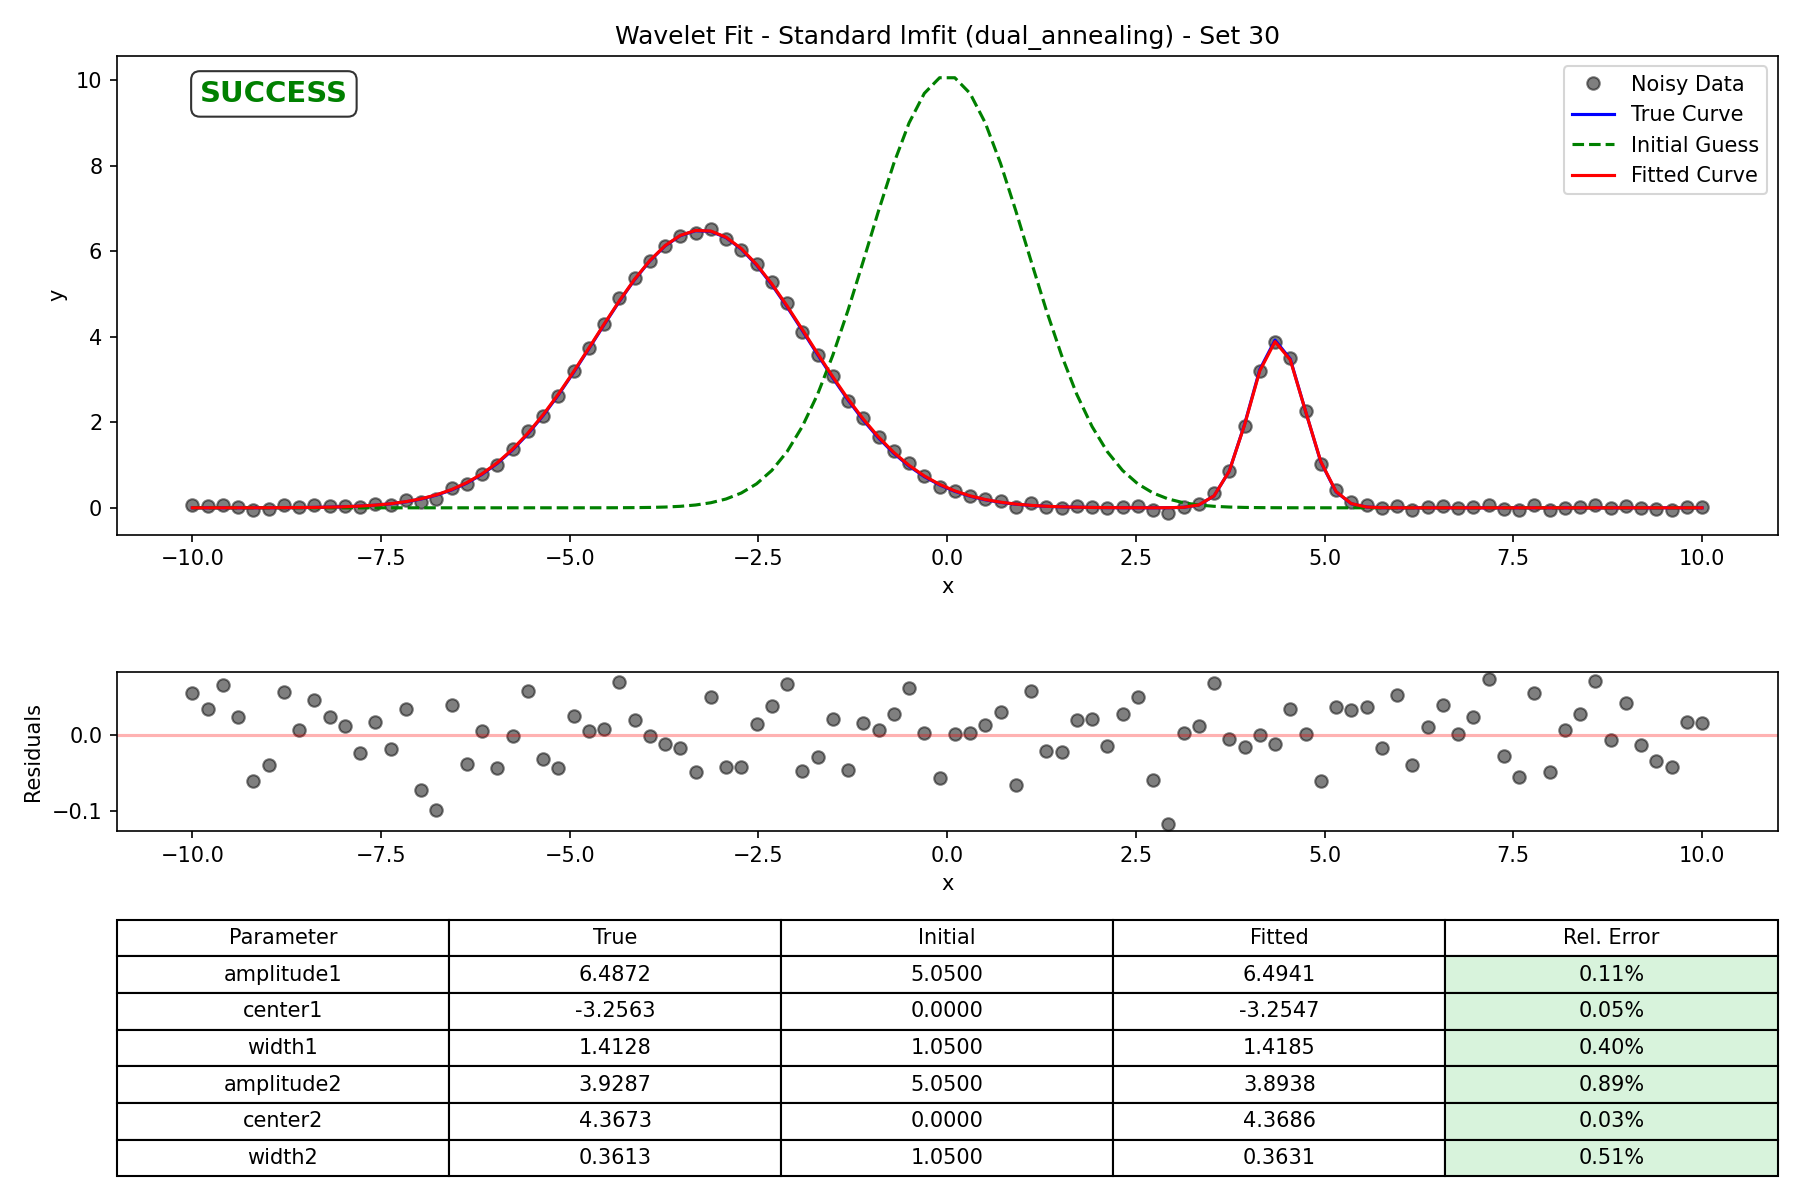 Wavelet Fit - Standard lmfit (dual_annealing) - Set 30
SUCCESS
Noisy Data
True Curve
Initial Guess
Fitted Curve
10
8
6
4
2
0
y
−10.0 −7.5 −5.0 −2.5 0.0 2.5 5.0 7.5 10.0
x
0.0
−0.1
Residuals
−10.0 −7.5 −5.0 −2.5 0.0 2.5 5.0 7.5 10.0
x
Parameter True Initial Fitted Rel. Error
amplitude1 6.4872 5.0500 6.4941 0.11%
center1 -3.2563 0.0000 -3.2547 0.05%
width1 1.4128 1.0500 1.4185 0.40%
amplitude2 3.9287 5.0500 3.8938 0.89%
center2 4.3673 0.0000 4.3686 0.03%
width2 0.3613 1.0500 0.3631 0.51%